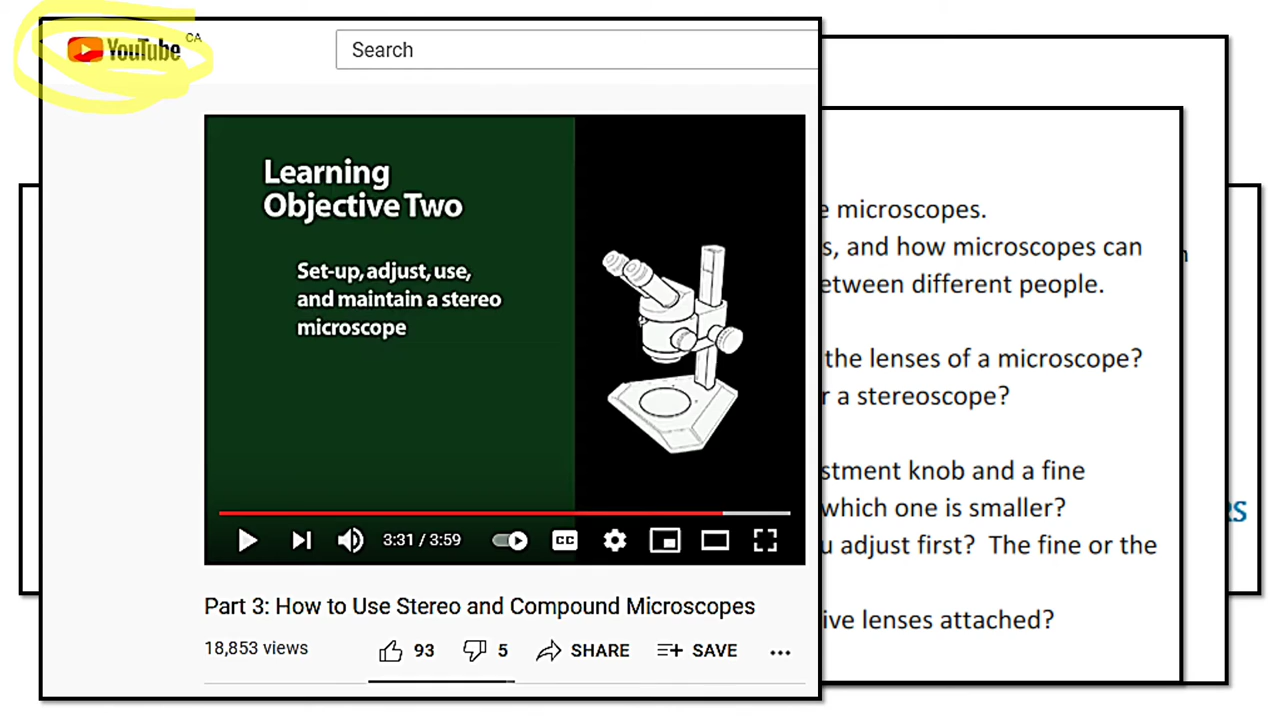 YouTube CA
Search
Learning
Objective Two
Set-up, adjust, use,
and maintain a stereo
microscope
3:31 / 3:59
CC
Part 3: How to Use Stereo and Compound Microscopes
18,853 views
93
5
SHARE
SAVE
microscopes.
s, and how microscopes can
etween different people.
the lenses of a microscope?
r a stereoscope?
stment knob and a fine
which one is smaller?
u adjust first? The fine or the
ive lenses attached?
RS